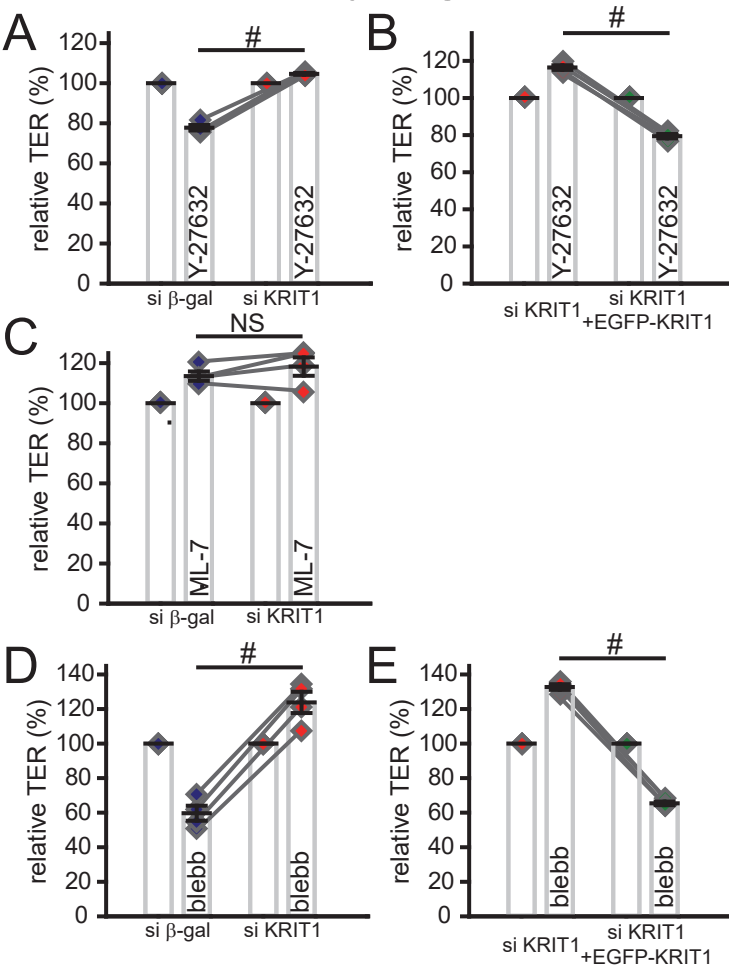 A
#
relative TER (%)
120
100
80
60
40
20
0
Y-27632
Y-27632
si β-gal
si KRIT1
B
#
relative TER (%)
120
100
80
60
40
20
0
Y-27632
Y-27632
si KRIT1
si KRIT1
+EGFP-KRIT1
C
NS
relative TER (%)
120
100
80
60
40
20
0
ML-7
ML-7
si β-gal
si KRIT1
D
#
relative TER (%)
140
120
100
80
60
40
20
0
blebb
blebb
si β-gal
si KRIT1
E
#
relative TER (%)
140
120
100
80
60
40
20
0
blebb
blebb
si KRIT1
si KRIT1
+EGFP-KRIT1